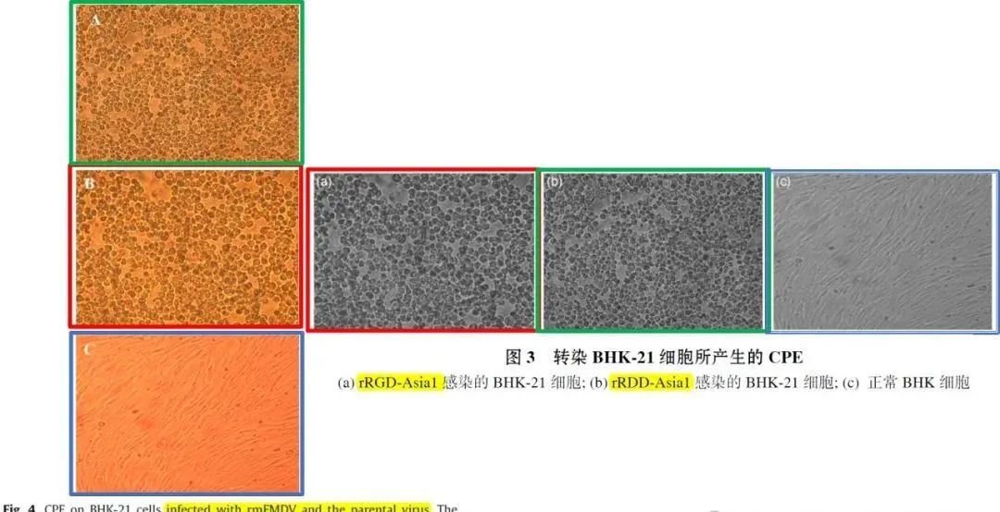 A
B
(a)
(b)
(c)
C
图 3 转染 BHK-21 细胞所产生的 CPE
(a) rRGD-Asia1 感染的 BHK-21 细胞; (b) rRDD-Asia1 感染的 BHK-21 细胞; (c) 正常 BHK 细胞
Fig. 4. CPE on BHK-21 cells infected with rmFMDV and the parental virus. The